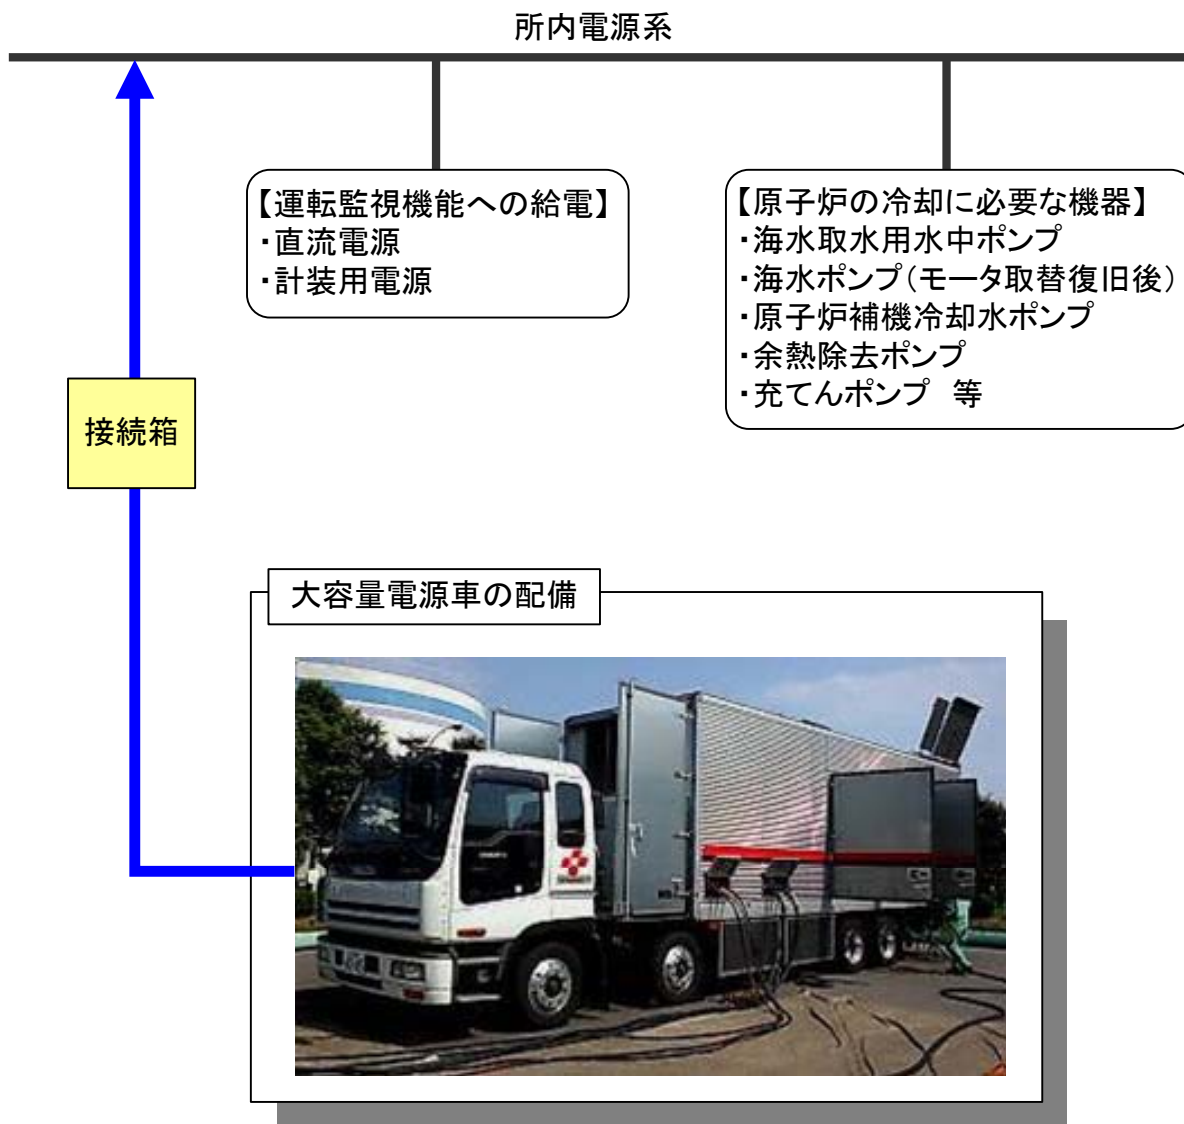 所内電源系
【運転監視機能への給電】
・直流電源
・計装用電源
【原子炉の冷却に必要な機器】
・海水取水用水中ポンプ
・海水ポンプ（モータ取替復旧後）
・原子炉補機冷却水ポンプ
・余熱除去ポンプ
・充てんポンプ　等
接続箱
大容量電源車の配備